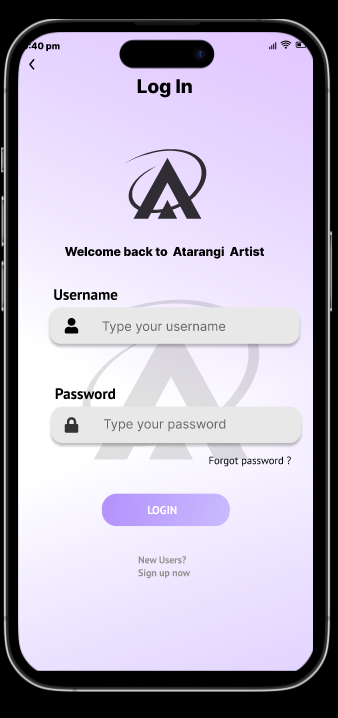 :40 pm
Log In
Welcome back to Atarangi Artist
Username
Type your username
Password
Type your password
Forgot password ?
LOGIN
New Users?
Sign up now